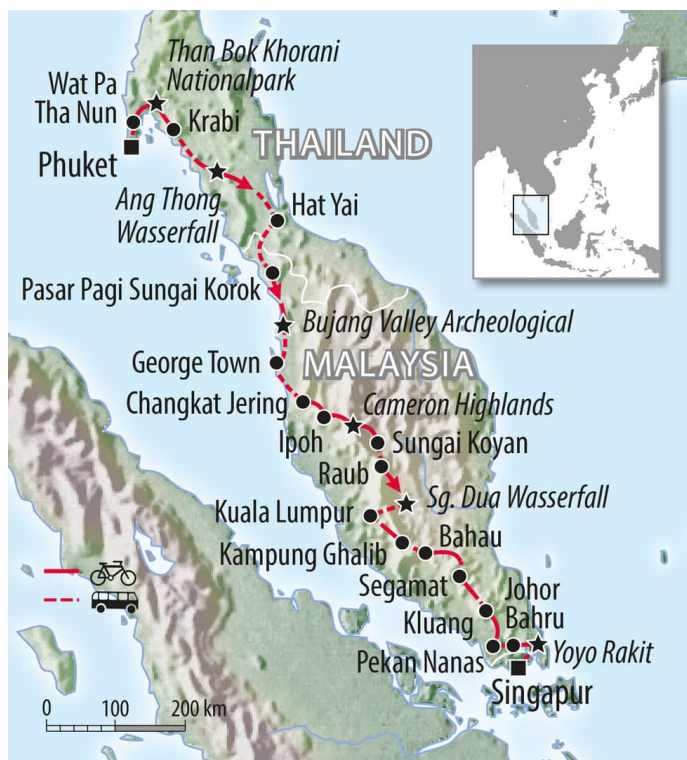 Than Bok Khorani
Nationalpark
Wat Pa
Tha Nun
Krabi
Phuket
THAILAND
Ang Thong
Wasserfall
Hat Yai
Pasar Pagi Sungai Korok
Bujang Valley Archeological
George Town
MALAYSIA
Changkat Jering
Cameron Highlands
Ipoh
Sungai Koyan
Raub
Sg. Dua Wasserfall
Kuala Lumpur
Kampung Ghalib
Bahau
Segamat
Johor
Bahru
Kluang
Yoyo Rakit
Pekan Nanas
Singapur
0 100 200 km